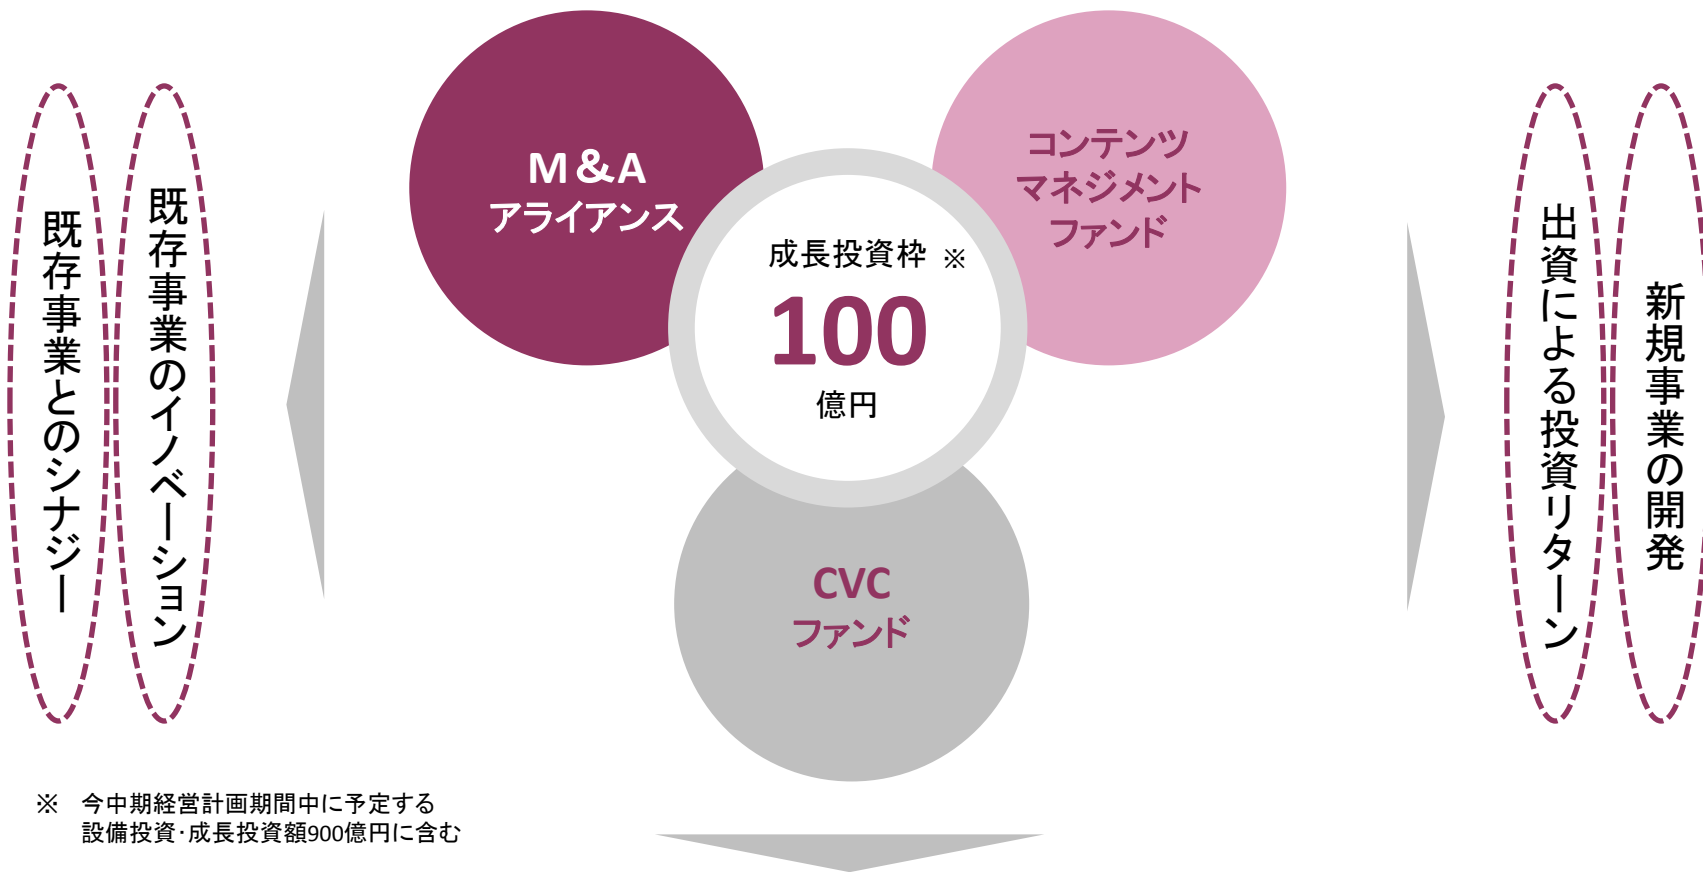 既存事業とのシナジー
既存事業のイノベーション
M&A
アライアンス
コンテンツ
マネジメント
ファンド
成長投資枠 ※
100
億円
CVC
ファンド
出資による投資リターン
新規事業の開発
※ 今中期経営計画期間中に予定する
設備投資・成長投資額900億円に含む